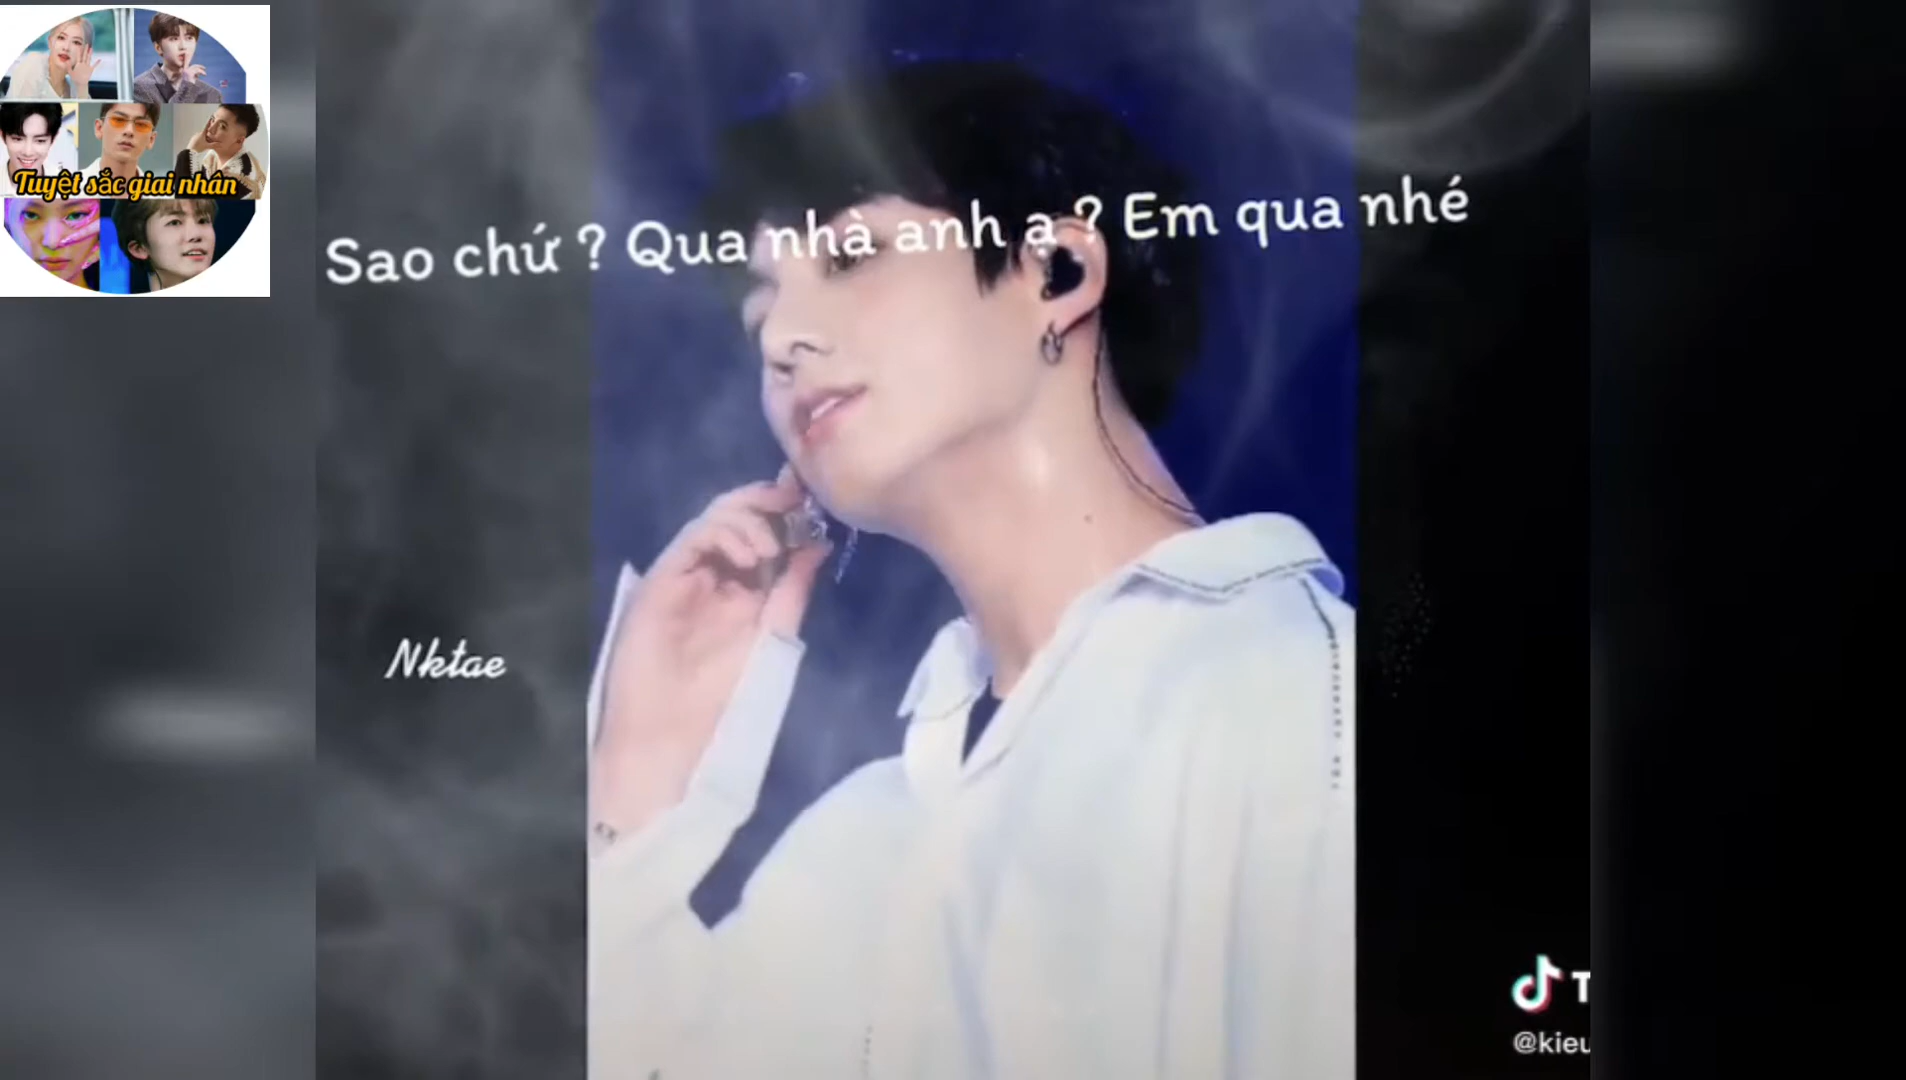 Tuyệt sắc giai nhân
Sao chứ ? Qua nhà anh ạ ? Em qua nhé
Nktae
@kieu